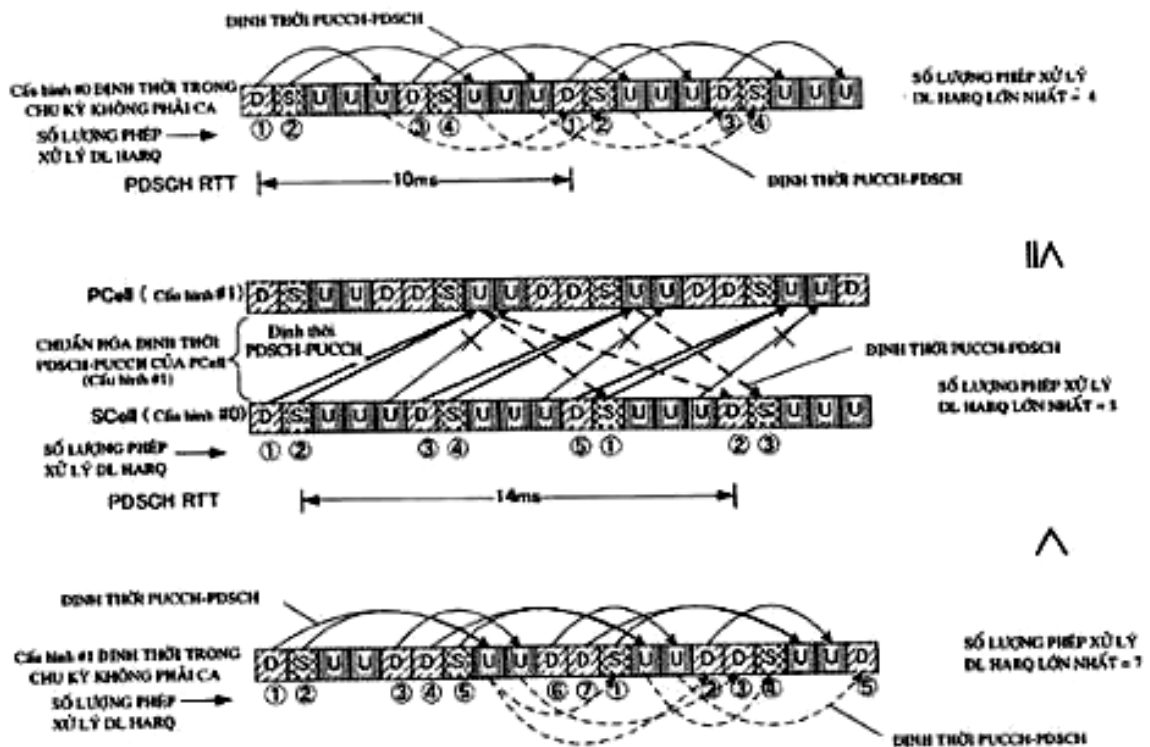 ĐỊNH THỜI PUCCH-PDSCH
Cấu hình #0 ĐỊNH THỜI TRONG
CHU KỲ KHÔNG PHẢI CA
D S U U U D S U U U D S U U U D S U U U
SỐ LƯỢNG PHÉP XỬ LÝ
DL HARQ LỚN NHẤT = 4
SỐ LƯỢNG PHÉP
XỬ LÝ DL HARQ
① ② ③ ④ ① ② ③ ④
ĐỊNH THỜI PUCCH-PDSCH
PDSCH RTT
10ms
PCell ( Cấu hình #1)
D S U U D D S U U D D S U U D D S U U D
CHUẨN HÓA ĐỊNH THỜI
PDSCH-PUCCH CỦA PCell
(Cấu hình #1)
Định thời
PDSCH-PUCCH
ĐỊNH THỜI PUCCH-PDSCH
SỐ LƯỢNG PHÉP XỬ LÝ
DL HARQ LỚN NHẤT = 5
SCell ( Cấu hình #0)
D S U U U D S U U U D S U U U D S U U U
SỐ LƯỢNG PHÉP
XỬ LÝ DL HARQ
① ② ③ ④ ⑤ ① ② ③
PDSCH RTT
14ms
ĐỊNH THỜI PUCCH-PDSCH
Cấu hình #1 ĐỊNH THỜI TRONG
CHU KỲ KHÔNG PHẢI CA
D S U U D D S U U D D S U U D D S U U D
SỐ LƯỢNG PHÉP XỬ LÝ
DL HARQ LỚN NHẤT = 7
SỐ LƯỢNG PHÉP
XỬ LÝ DL HARQ
① ② ③ ④ ⑤ ⑥ ⑦ ① ② ③ ④ ⑤
ĐỊNH THỜI PUCCH-PDSCH